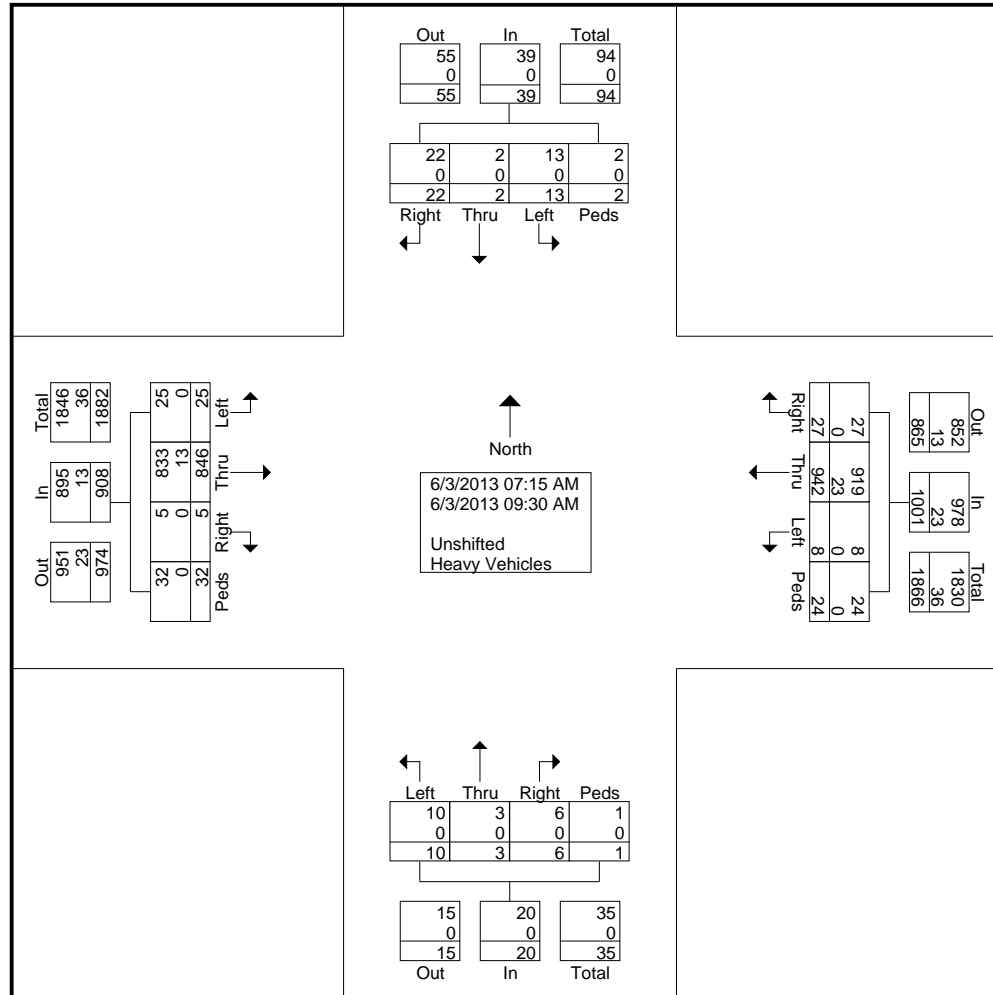 Out In Total
55 39 94
0 0 0
55 39 94
22 2 13 2
0 0 0 0
22 2 13 2
Right Thru Left Peds
Total
1846
36
1882
In
895
13
908
Out
951
23
974
25
0
25
Left
833
13
846
Thru
5
0
5
Right
32
0
32
Peds
North
6/3/2013 07:15 AM
6/3/2013 09:30 AM
Unshifted
Heavy Vehicles
Right
27
0
27
Thru
919
23
942
Left
8
0
8
Peds
24
0
24
Out
852
13
865
In
978
23
1001
Total
1830
36
1866
Left Thru Right Peds
10 3 6 1
0 0 0 0
10 3 6 1
15 20 35
0 0 0
15 20 35
Out In Total